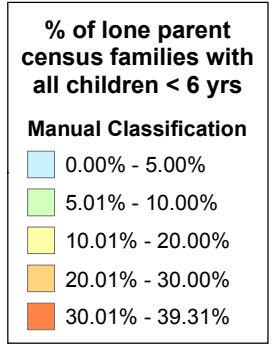 % of lone parent
census families with
all children < 6 yrs
Manual Classification
0.00% - 5.00%
5.01% - 10.00%
10.01% - 20.00%
20.01% - 30.00%
30.01% - 39.31%